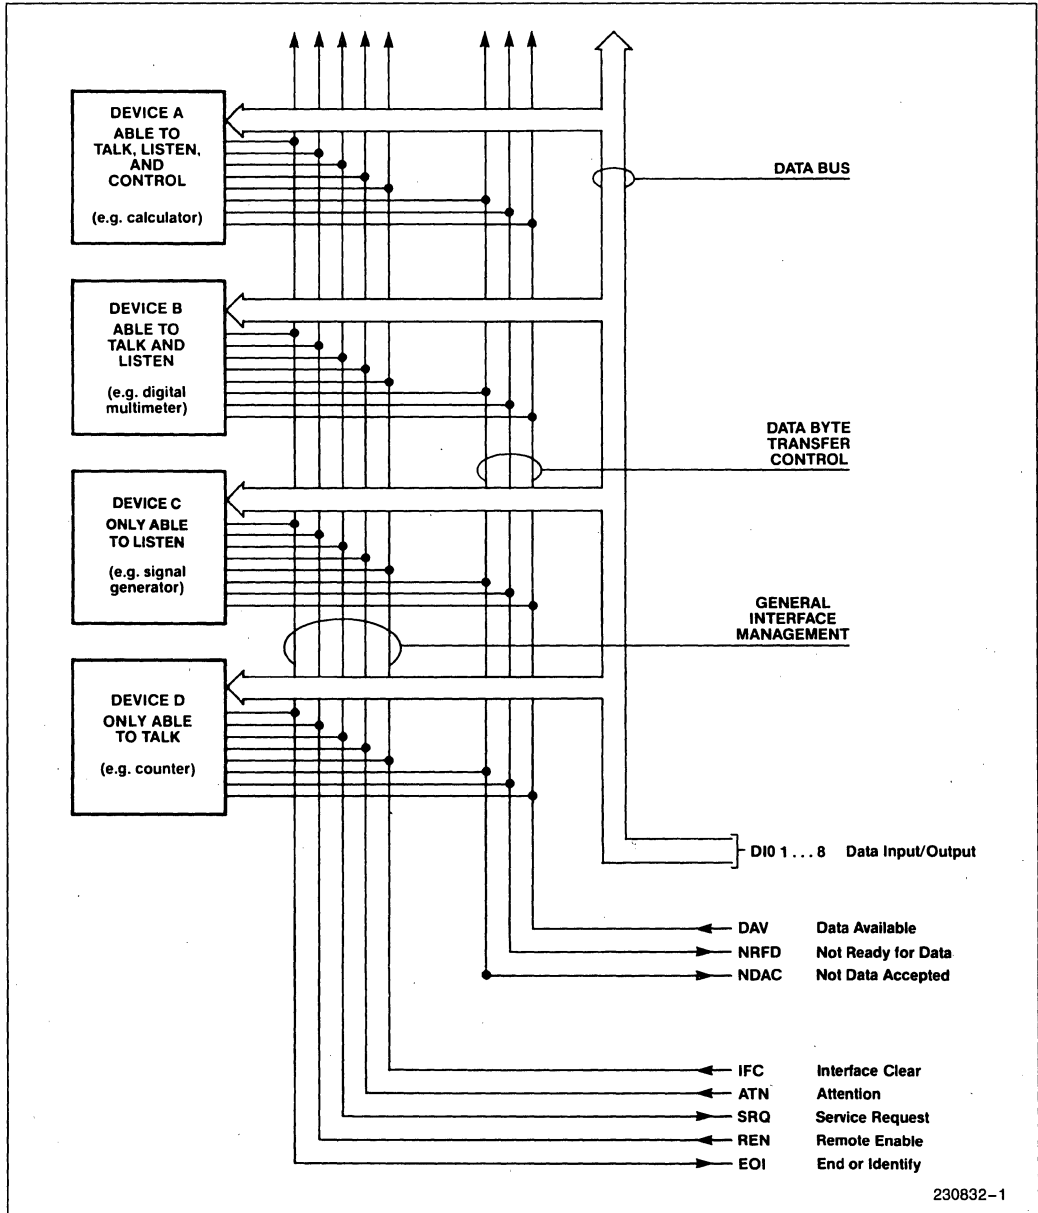 DEVICE A
ABLE TO
TALK, LISTEN,
AND
CONTROL
(e.g. calculator)
DATA BUS
DEVICE B
ABLE TO
TALK AND
LISTEN
(e.g. digital
multimeter)
DATA BYTE
TRANSFER
CONTROL
DEVICE C
ONLY ABLE
TO LISTEN
(e.g. signal
generator)
GENERAL
INTERFACE
MANAGEMENT
DEVICE D
ONLY ABLE
TO TALK
(e.g. counter)
DI0 1 . . . 8 Data Input/Output
DAV Data Available
NRFD Not Ready for Data
NDAC Not Data Accepted
IFC Interface Clear
ATN Attention
SRQ Service Request
REN Remote Enable
EOI End or Identify
230832–1